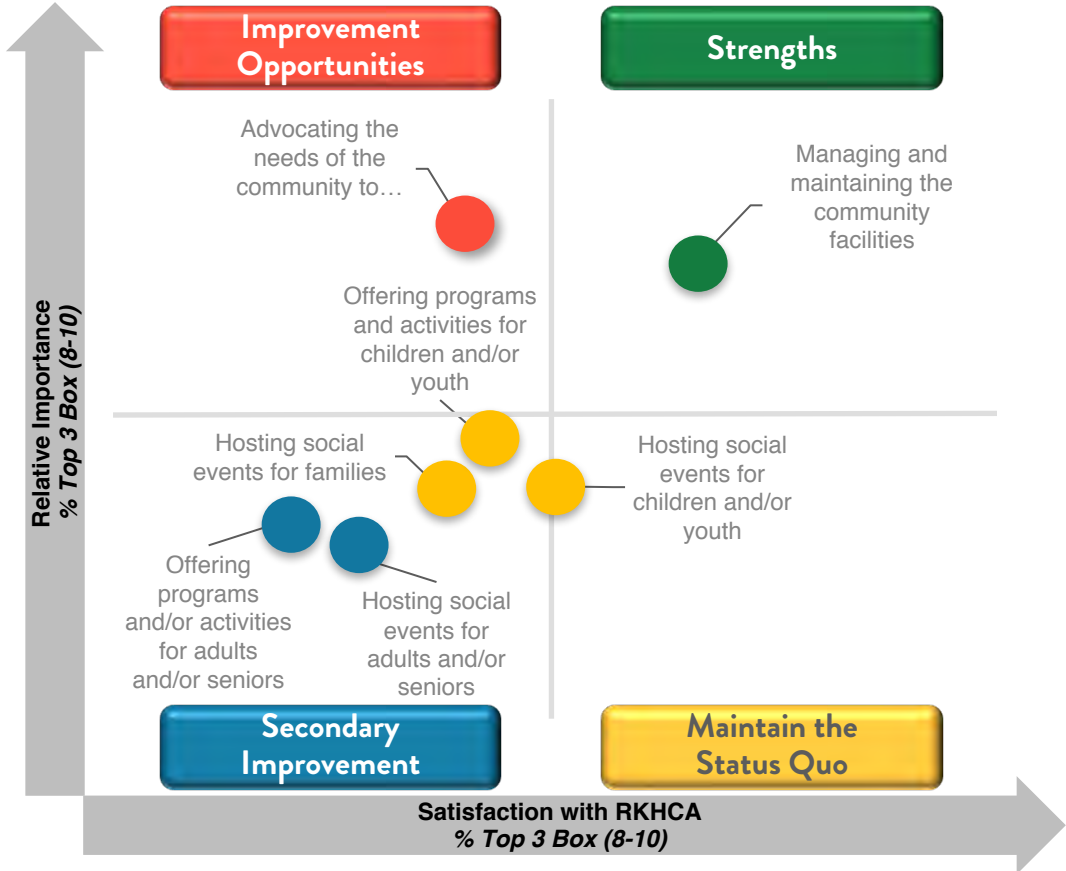 Improvement
Opportunities
Strengths
Advocating the
needs of the
community to…
Managing and
maintaining the
community
facilities
Offering programs
and activities for
children and/or
youth
Hosting social
events for families
Hosting social
events for
children and/or
youth
Offering
programs
and/or activities
for adults
and/or seniors
Hosting social
events for
adults and/or
seniors
Secondary
Improvement
Maintain the
Status Quo
Relative Importance
% Top 3 Box (8-10)
Satisfaction with RKHCA
% Top 3 Box (8-10)